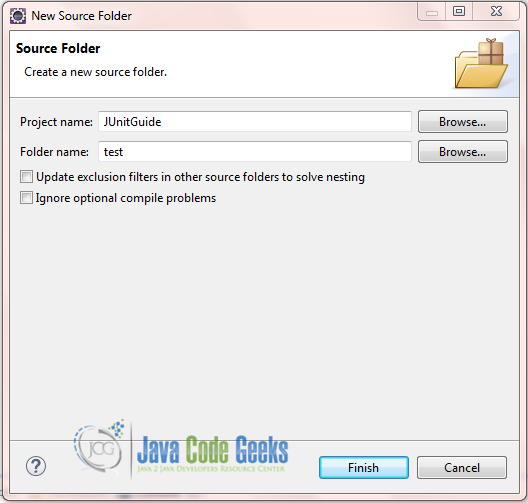 New Source Folder
Source Folder
Create a new source folder.
Project name: JUnitGuide Browse...
Folder name: test Browse...
Update exclusion filters in other source folders to solve nesting
Ignore optional compile problems
JCG
Java Code Geeks
JAVA 2 JAVA DEVELOPERS RESOURCE CENTER
? Finish Cancel